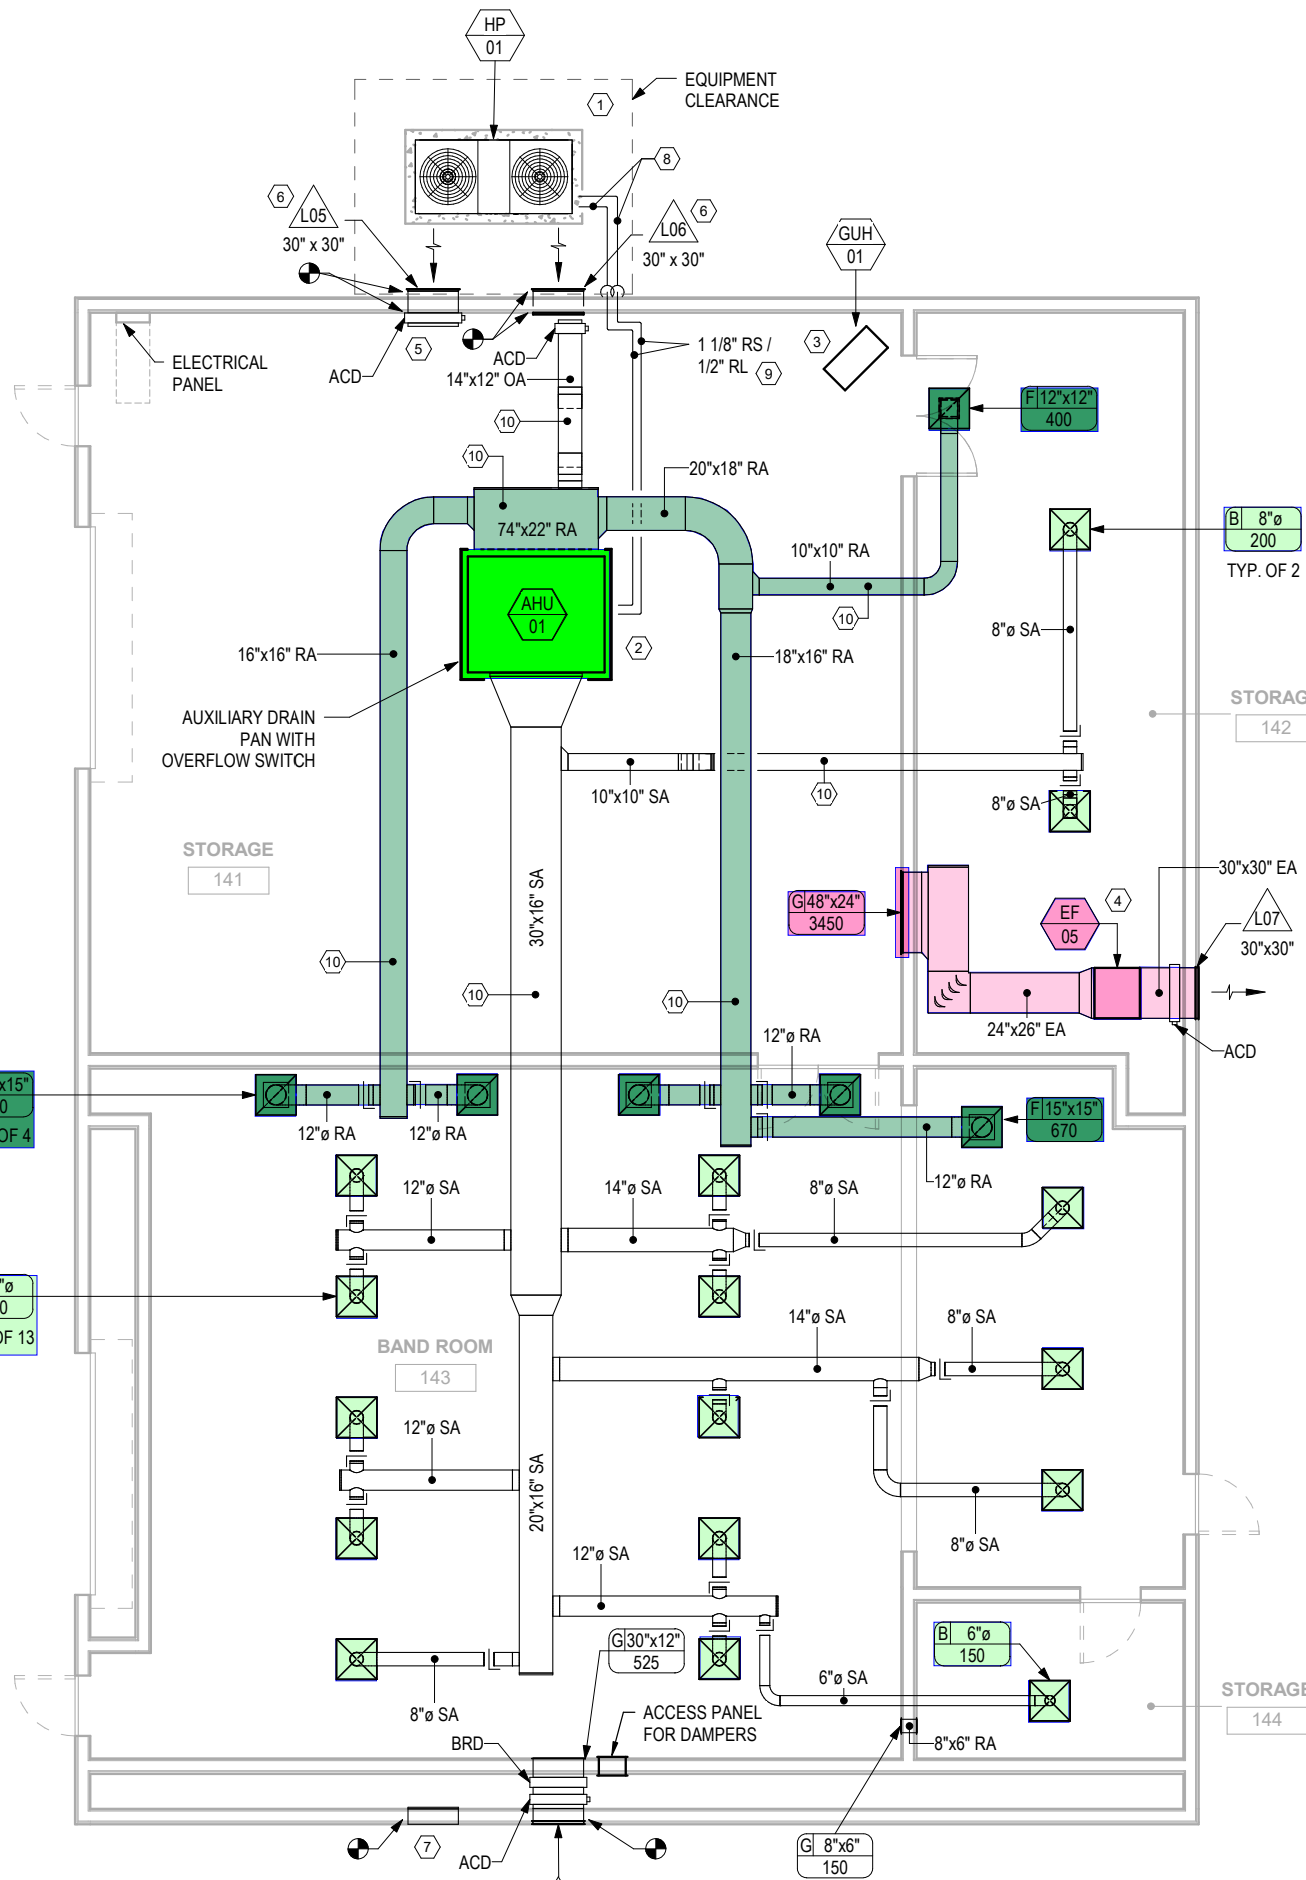 HP
01
EQUIPMENT
CLEARANCE
1
8
6
L05
30" x 30"
L06
6
30" x 30"
GUH
01
ELECTRICAL
PANEL
ACD
5
ACD
14"x12" OA
1 1/8" RS /
1/2" RL
9
3
F 12"x12"
400
10
10
20"x18" RA
74"x22" RA
10"x10" RA
10
B 8"ø
200
TYP. OF 2
AHU
01
2
8"ø SA
16"x16" RA
18"x16" RA
AUXILIARY DRAIN
PAN WITH
OVERFLOW SWITCH
STORAG
142
10"x10" SA
10
8"ø SA
STORAGE
141
30"x16" SA
G 48"x24"
3450
EF
05
4
30"x30" EA
L07
30"x30"
10
10
10
24"x26" EA
ACD
12"ø RA
x15"
0
OF 4
12"ø RA
12"ø RA
F 15"x15"
670
12"ø RA
12"ø SA
14"ø SA
8"ø SA
"ø
0
OF 13
BAND ROOM
143
14"ø SA
8"ø SA
12"ø SA
20"x16" SA
8"ø SA
12"ø SA
G 30"x12"
525
B 6"ø
150
6"ø SA
8"ø SA
ACCESS PANEL
FOR DAMPERS
STORAGE
144
BRD
8"x6" RA
7
ACD
G 8"x6"
150